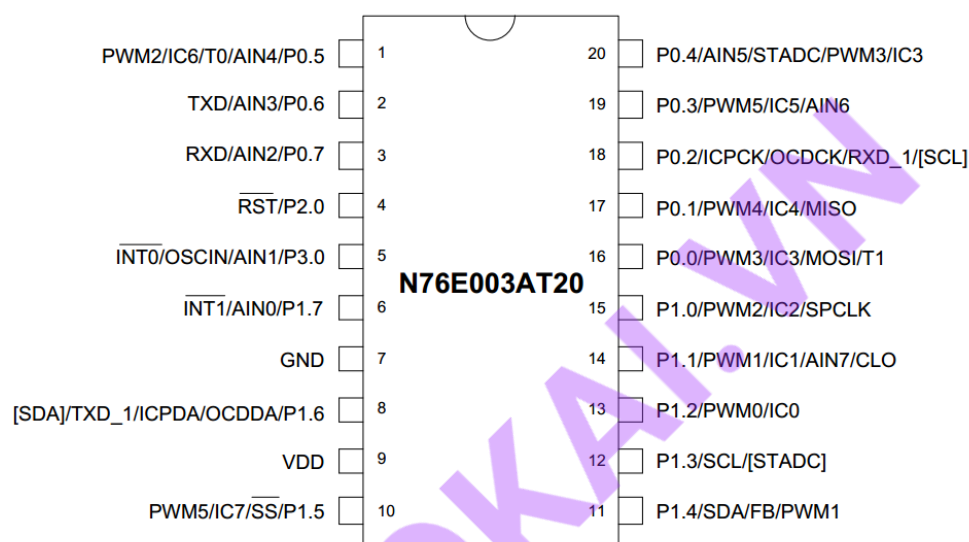 PWM2/IC6/T0/AIN4/P0.5 1 20 P0.4/AIN5/STADC/PWM3/IC3
TXD/AIN3/P0.6 2 19 P0.3/PWM5/IC5/AIN6
RXD/AIN2/P0.7 3 18 P0.2/ICPCK/OCDCK/RXD_1/[SCL]
RST/P2.0 4 17 P0.1/PWM4/IC4/MISO
INT0/OSCIN/AIN1/P3.0 5 16 P0.0/PWM3/IC3/MOSI/T1
N76E003AT20
INT1/AIN0/P1.7 6 15 P1.0/PWM2/IC2/SPCLK
GND 7 14 P1.1/PWM1/IC1/AIN7/CLO
[SDA]/TXD_1/ICPDA/OCDDA/P1.6 8 13 P1.2/PWM0/IC0
VDD 9 12 P1.3/SCL/[STADC]
PWM5/IC7/SS/P1.5 10 11 P1.4/SDA/FB/PWM1